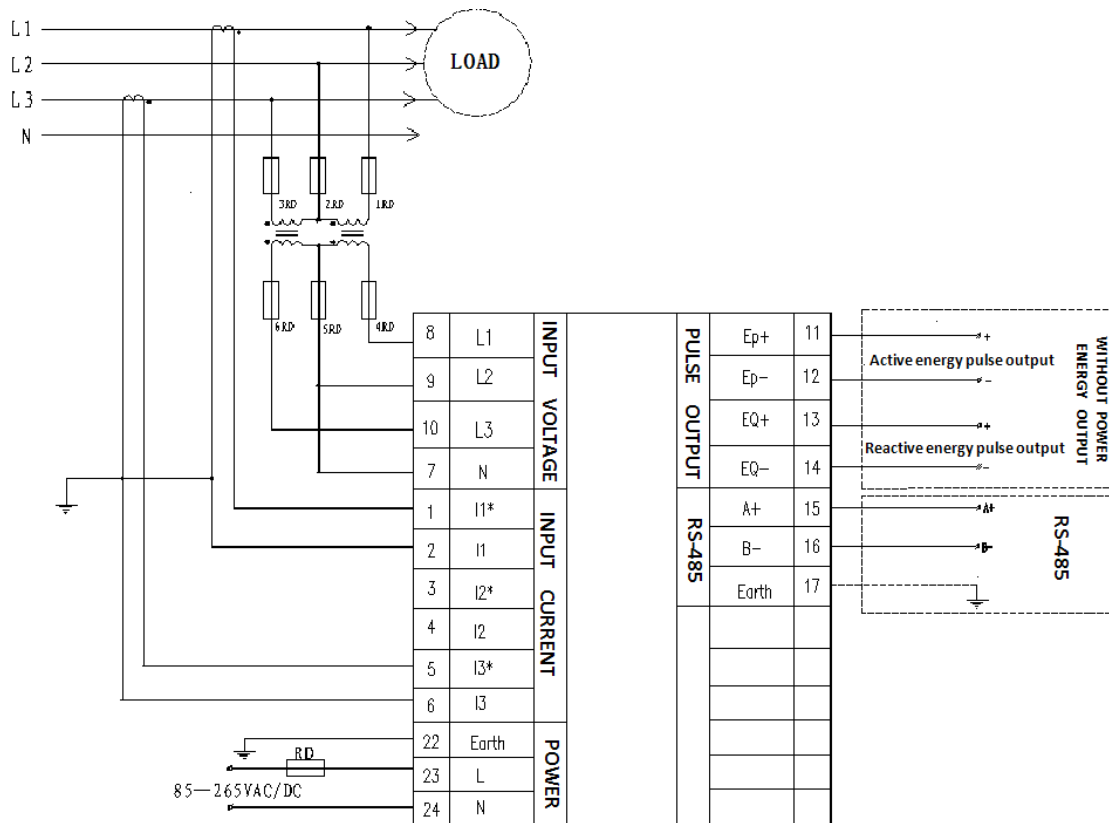 L1
L2
L3
N
LOAD
3RD
2RD
1RD
6RD
5RD
4RD
8 L1
9 L2
10 L3
7 N
INPUT VOLTAGE
1 I1*
2 I1
3 I2*
4 I2
5 I3*
6 I3
INPUT CURRENT
22 Earth
23 L
24 N
POWER
RD
85—265VAC/DC
PULSE OUTPUT
Ep+ 11
Ep- 12
EQ+ 13
EQ- 14
RS-485
A+ 15
B- 16
Earth 17
+
Active energy pulse output
-
+
Reactive energy pulse output
-
WITHOUT POWER
ENERGY OUTPUT
A+
B-
RS-485